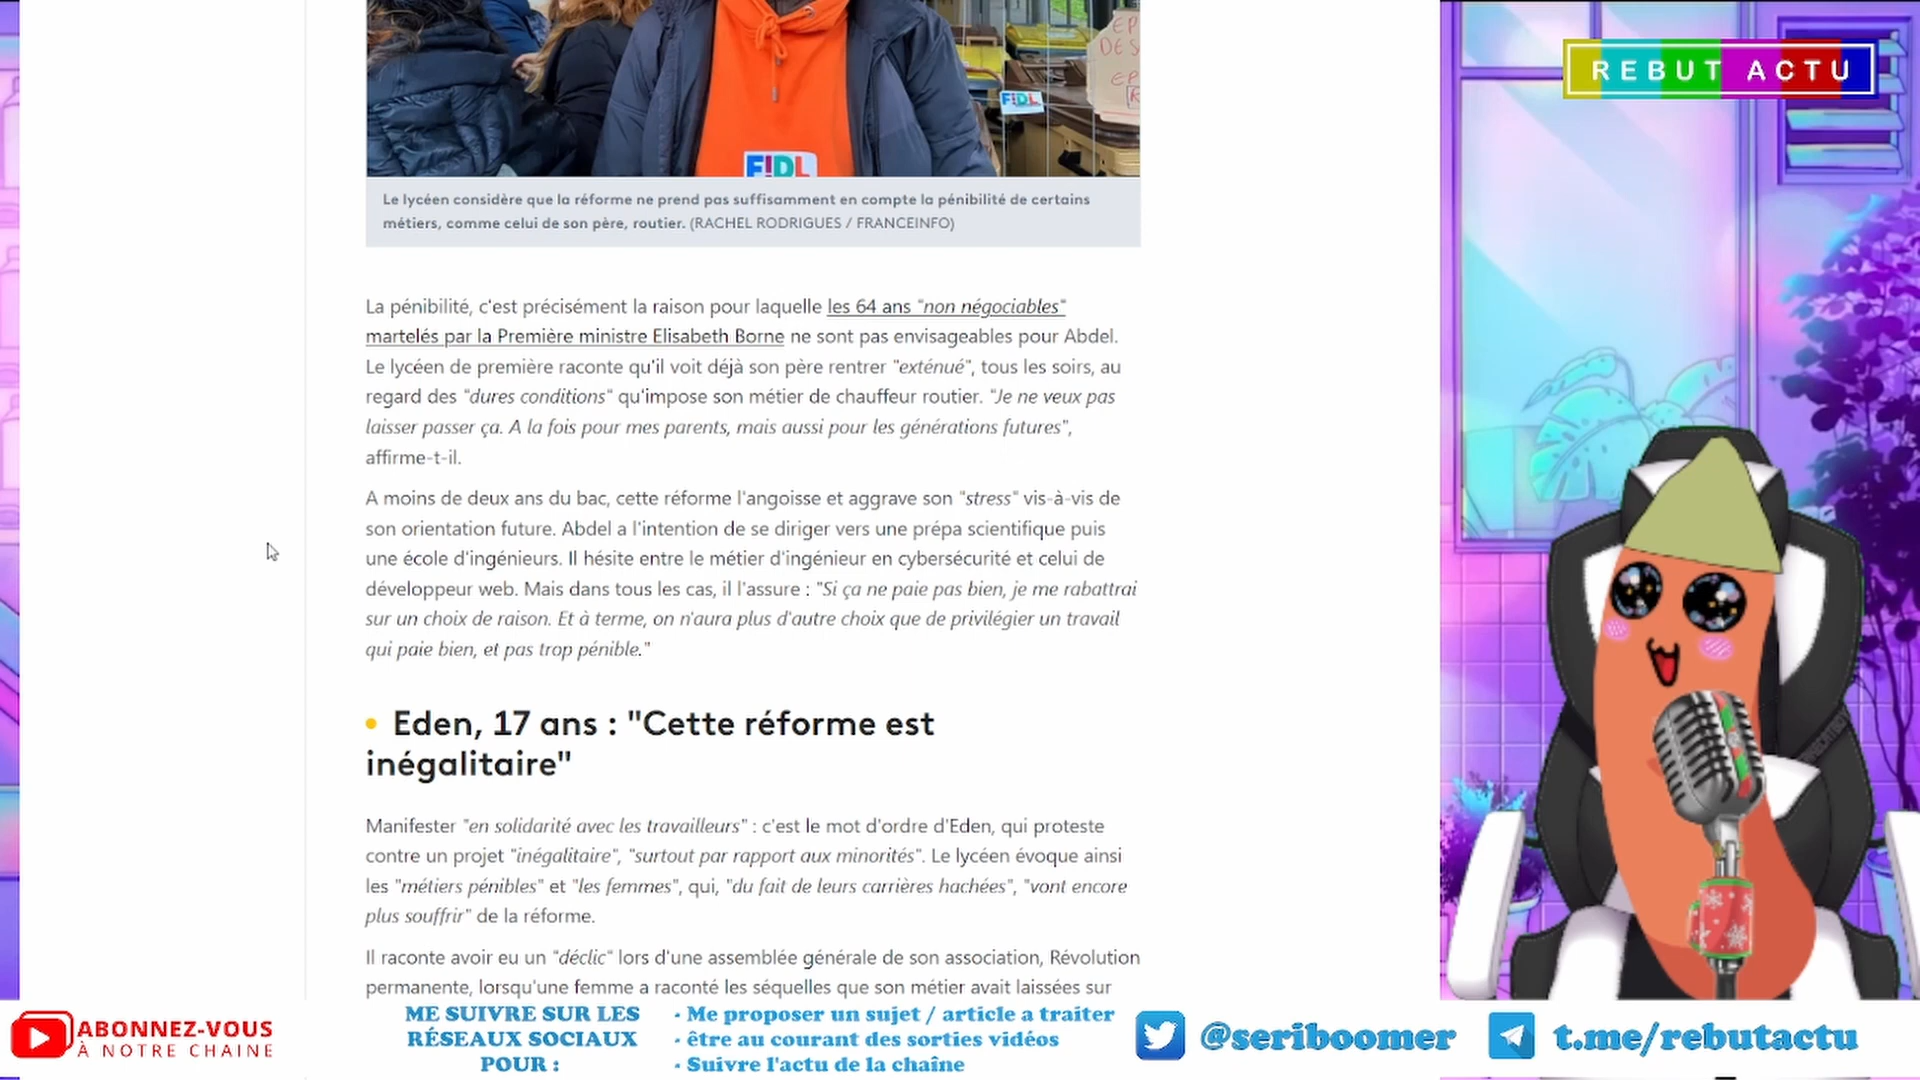 REBUT ACTU
EP
DE S
EP
FIDL
FIDL
Le lycéen considère que la réforme ne prend pas suffisamment en compte la pénibilité de certains
métiers, comme celui de son père, routier. (RACHEL RODRIGUES / FRANCEINFO)
La pénibilité, c'est précisément la raison pour laquelle les 64 ans "non négociables"
martelés par la Première ministre Elisabeth Borne ne sont pas envisageables pour Abdel.
Le lycéen de première raconte qu'il voit déjà son père rentrer "exténué", tous les soirs, au
regard des "dures conditions" qu'impose son métier de chauffeur routier. "Je ne veux pas
laisser passer ça. A la fois pour mes parents, mais aussi pour les générations futures",
affirme-t-il.
A moins de deux ans du bac, cette réforme l'angoisse et aggrave son "stress" vis-à-vis de
son orientation future. Abdel a l'intention de se diriger vers une prépa scientifique puis
une école d'ingénieurs. Il hésite entre le métier d'ingénieur en cybersécurité et celui de
développeur web. Mais dans tous les cas, il l'assure : "Si ça ne paie pas bien, je me rabattrai
sur un choix de raison. Et à terme, on n'aura plus d'autre choix que de privilégier un travail
qui paie bien, et pas trop pénible."
• Eden, 17 ans : "Cette réforme est
inégalitaire"
Manifester "en solidarité avec les travailleurs" : c'est le mot d'ordre d'Eden, qui proteste
contre un projet "inégalitaire", "surtout par rapport aux minorités". Le lycéen évoque ainsi
les "métiers pénibles" et "les femmes", qui, "du fait de leurs carrières hachées", "vont encore
plus souffrir" de la réforme.
Il raconte avoir eu un "déclic" lors d'une assemblée générale de son association, Révolution
permanente, lorsqu'une femme a raconté les séquelles que son métier avait laissées sur
ABONNEZ-VOUS
À NOTRE CHAINE
ME SUIVRE SUR LES
RÉSEAUX SOCIAUX
POUR :
- Me proposer un sujet / article a traiter
- être au courant des sorties vidéos
- Suivre l'actu de la chaîne
@seriboomer
t.me/rebutactu